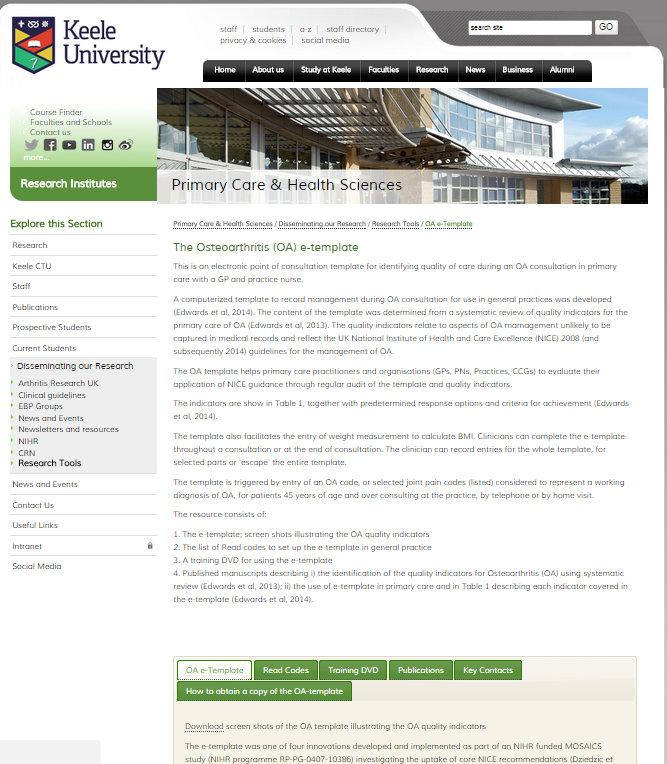 Keele
University
staff
students
a-z
staff directory
privacy & cookies
social media
search site
GO
Home
About us
Study at Keele
Faculties
Research
News
Business
Alumni
Course Finder
Faculties and Schools
Contact us
more...
Research Institutes
Primary Care & Health Sciences
Explore this Section
Research
Keele CTU
Staff
Publications
Prospective Students
Current Students
Disseminating our Research
Arthritis Research UK
Clinical guidelines
EBP Groups
News and Events
Newsletters and resources
NIHR
CRN
Research Tools
News and Events
Contact Us
Useful Links
Intranet
Social Media
Primary Care & Health Sciences / Disseminating our Research / Research Tools / OA e-Template
The Osteoarthritis (OA) e-template
This is an electronic point of consultation template for identifying quality of care during an OA consultation in primary
care with a GP and practice nurse.
A computerized template to record management during OA consultation for use in general practices was developed
(Edwards et al, 2014). The content of the template was determined from a systematic review of quality indicators for the
primary care of OA (Edwards et al, 2013). The quality indicators relate to aspects of OA mamagement unlikely to be
captured in medical records and reflect the UK National Institute of Health and Care Excellence (NICE) 2008 (and
subsequently 2014) guidelines for the management of OA.
The OA template helps primary care practitioners and organisations (GPs, PNs, Practices, CCGs) to evaluate their
application of NICE guidance through regular audit of the template and quality indicators.
The indicators are show in Table 1, together with predetermined response options and criteria for achievement (Edwards
et al, 2014).
The template also facilitates the entry of weight measurement to calculate BMI. Clinicians can complete the e-template
throughout a consultation or at the end of consultation. The clinician can record entries for the whole template, for
selected parts or 'escape' the entire template.
The template is triggered by entry of an OA code, or selected joint pain codes (listed) considered to represent a working
diagnosis of OA, for patients 45 years of age and over consulting at the practice, by telephone or by home visit.
The resource consists of:
1. The e-template; screen shots illustrating the OA quality indicators
2. The list of Read codes to set up the e-template in general practice
3. A training DVD for using the e-template
4. Published manuscripts describing i) the identification of the quality indicators for Osteoarthritis (OA) using systematic
review (Edwards et al, 2013); ii) the use of e-template in primary care and in Table 1 describing each indicator covered in
the e-template (Edwards et al, 2014).
OA e-Template
Read Codes
Training DVD
Publications
Key Contacts
How to obtain a copy of the OA-template
Download screen shots of the OA template illustrating the OA quality indicators
The e-template was one of four innovations developed and implemented as part of an NIHR funded MOSAICS
study (NIHR programme RP-PG-0407-10386) investigating the uptake of core NICE recommendations (Dziedzic et